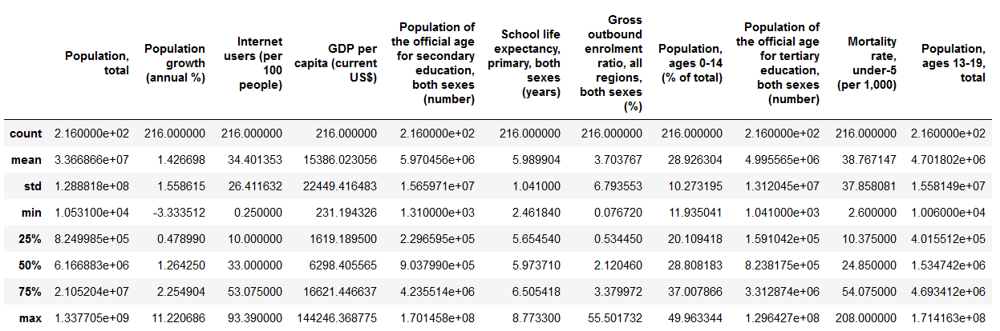 Population, total Population growth (annual %) Internet users (per 100 people) GDP per capita (current US$) Population of the official age for secondary education, both sexes (number) School life expectancy, primary, both sexes (years) Gross outbound enrolment ratio, all regions, both sexes (%) Population, ages 0-14 (% of total) Population of the official age for tertiary education, both sexes (number) Mortality rate, under-5 (per 1,000) Population, ages 13-19, total
count 2.160000e+02 216.000000 216.000000 216.000000 2.160000e+02 216.000000 216.000000 216.000000 2.160000e+02 216.000000 2.160000e+02
mean 3.366866e+07 1.426698 34.401353 15386.023056 5.970456e+06 5.989904 3.703767 28.926304 4.995565e+06 38.767147 4.701802e+06
std 1.288818e+08 1.558615 26.411632 22449.416483 1.565971e+07 1.041000 6.793553 10.273195 1.312045e+07 37.858081 1.558149e+07
min 1.053100e+04 -3.333512 0.250000 231.194326 1.310000e+03 2.461840 0.076720 11.935041 1.041000e+03 2.600000 1.006000e+04
25% 8.249985e+05 0.478990 10.000000 1619.189500 2.296595e+05 5.654540 0.534450 20.109418 1.591042e+05 10.375000 4.015512e+05
50% 6.166883e+06 1.264250 33.000000 6298.405565 9.037990e+05 5.973710 2.120460 28.808183 8.238175e+05 24.850000 1.534742e+06
75% 2.105204e+07 2.254904 53.075000 16621.446637 4.235514e+06 6.505418 3.379972 37.007866 3.312874e+06 54.075000 4.693412e+06
max 1.337705e+09 11.220686 93.390000 144246.368775 1.701458e+08 8.773300 55.501732 49.963344 1.296427e+08 208.000000 1.714163e+08